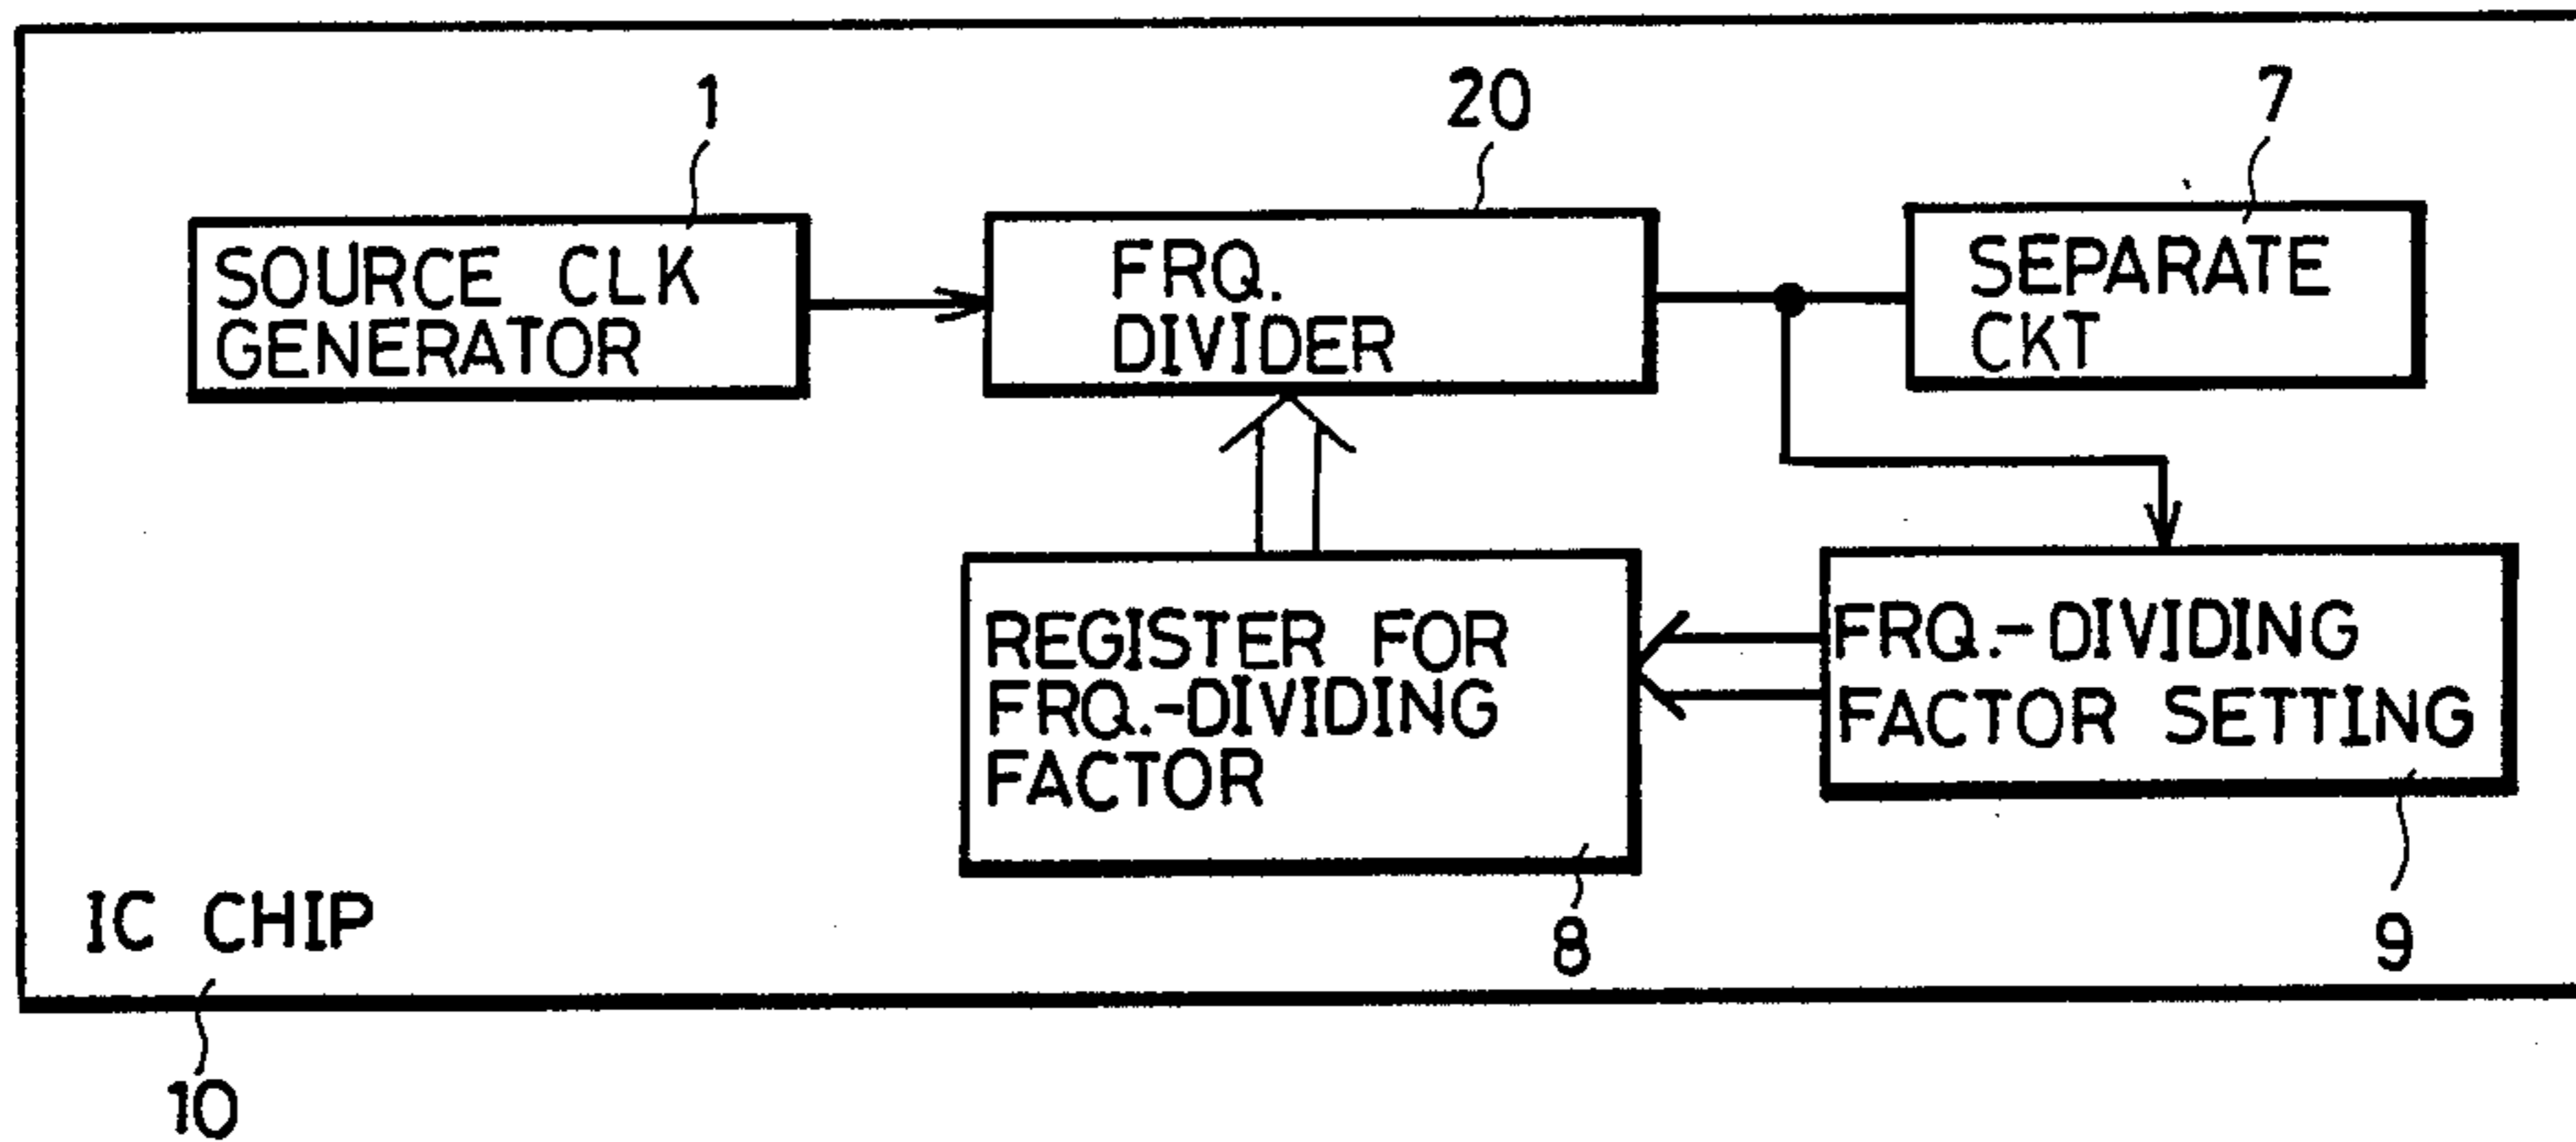 1
20
7
SOURCE CLK
GENERATOR
FRQ.
DIVIDER
SEPARATE
CKT
REGISTER FOR
FRQ.-DIVIDING
FACTOR
FRQ.-DIVIDING
FACTOR SETTING
8
9
IC CHIP
10